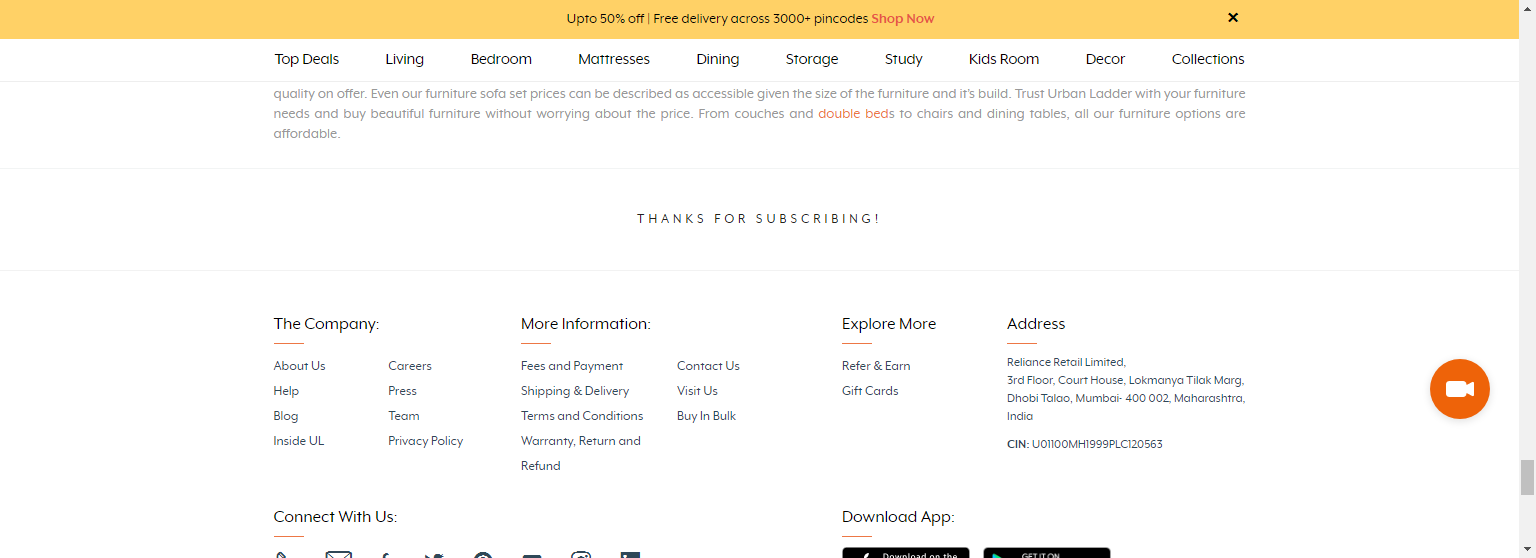 Upto 50% off | Free delivery across 3000+ pincodes Shop Now ✕
Top Deals Living Bedroom Mattresses Dining Storage Study Kids Room Decor Collections
quality on offer. Even our furniture sofa set prices can be described as accessible given the size of the furniture and it's build. Trust Urban Ladder with your furniture
needs and buy beautiful furniture without worrying about the price. From couches and double beds to chairs and dining tables, all our furniture options are
affordable.
THANKS FOR SUBSCRIBING!
The Company:
About Us
Help
Blog
Inside UL
Careers
Press
Team
Privacy Policy
More Information:
Fees and Payment
Shipping & Delivery
Terms and Conditions
Warranty, Return and
Refund
Contact Us
Visit Us
Buy In Bulk
Explore More
Refer & Earn
Gift Cards
Address
Reliance Retail Limited,
3rd Floor, Court House, Lokmanya Tilak Marg,
Dhobi Talao, Mumbai- 400 002, Maharashtra,
India
CIN: U01100MH1999PLC120563
Connect With Us:
Download App:
Download on the
GET IT ON